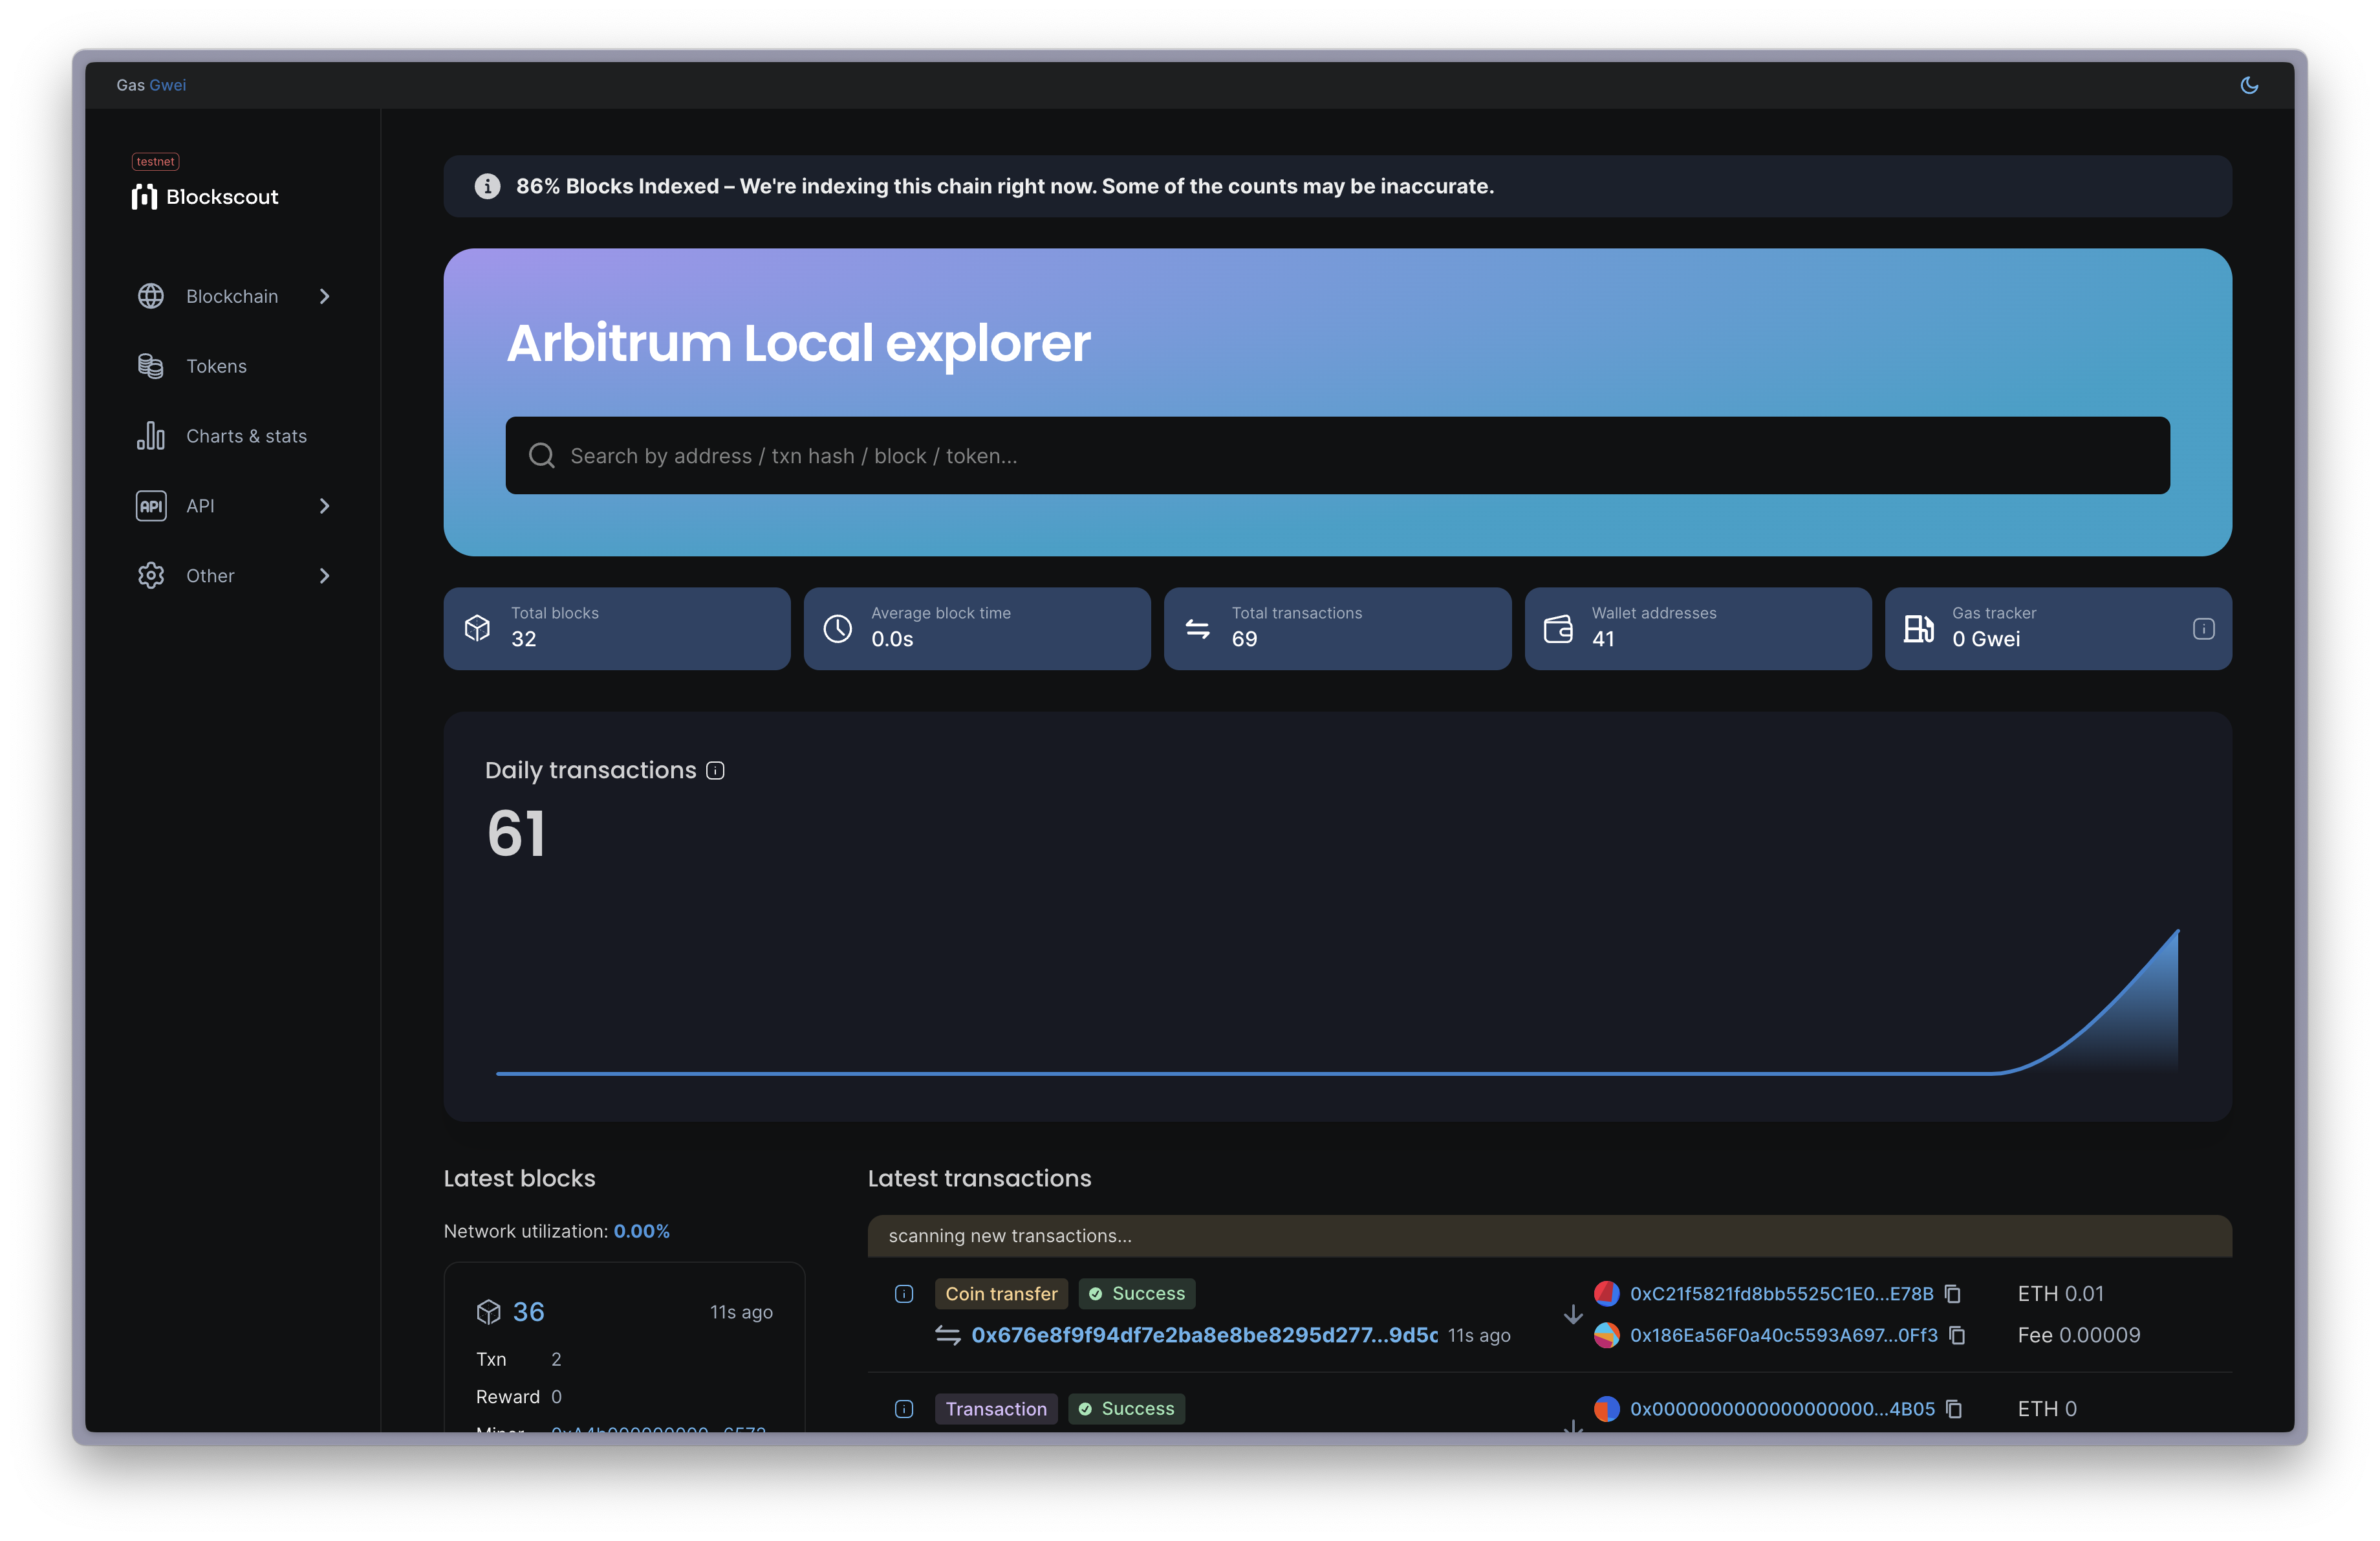 Gas Gwei
testnet
Blockscout
Blockchain
Tokens
Charts & stats
API API
Other
86% Blocks Indexed – We're indexing this chain right now. Some of the counts may be inaccurate.
Arbitrum Local explorer
Search by address / txn hash / block / token...
Total blocks
32
Average block time
0.0s
Total transactions
69
Wallet addresses
41
Gas tracker
0 Gwei
Daily transactions
61
Latest blocks
Network utilization: 0.00%
36 11s ago
Txn 2
Reward 0
Latest transactions
scanning new transactions...
Coin transfer Success
0x676e8f9f94df7e2ba8e8be8295d277...9d5c 11s ago
0xC21f5821fd8bb5525C1E0...E78B
0x186Ea56F0a40c5593A697...0Ff3
ETH 0.01
Fee 0.00009
Transaction Success
0x0000000000000000000...4B05
ETH 0